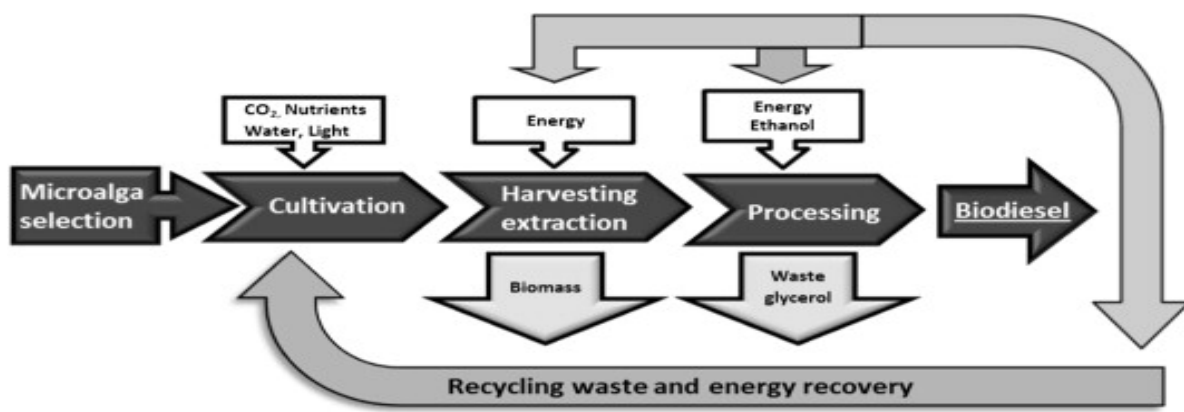 CO₂, Nutrients
Water, Light
Energy
Energy
Ethanol
Microalga
selection
Cultivation
Harvesting
extraction
Processing
Biodiesel
Biomass
Waste
glycerol
Recycling waste and energy recovery